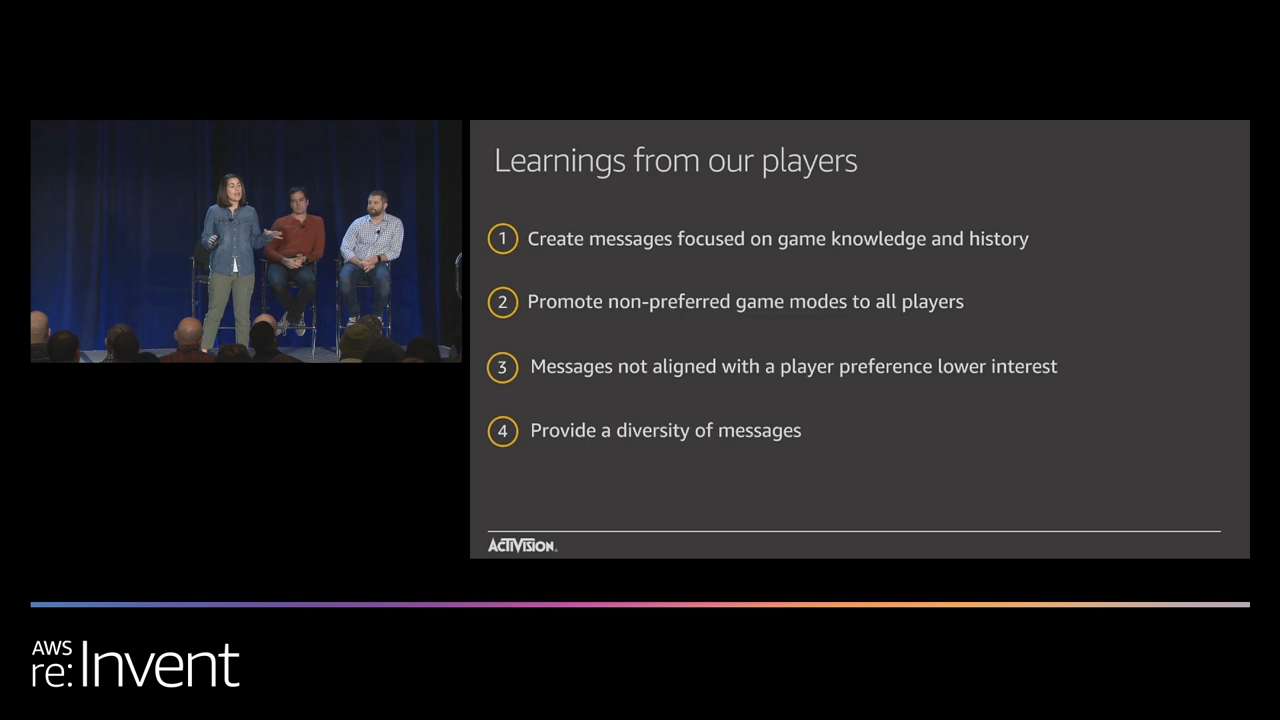 Learnings from our players
1 Create messages focused on game knowledge and history
2 Promote non-preferred game modes to all players
3 Messages not aligned with a player preference lower interest
4 Provide a diversity of messages
ACTIVISION®
AWS
re:Invent